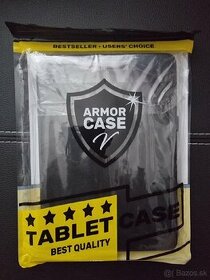 BESTSELLER - USERS' CHOICE
ARMOR
CASE
V
TABLET CASE
BEST QUALITY
© Bazos.sk